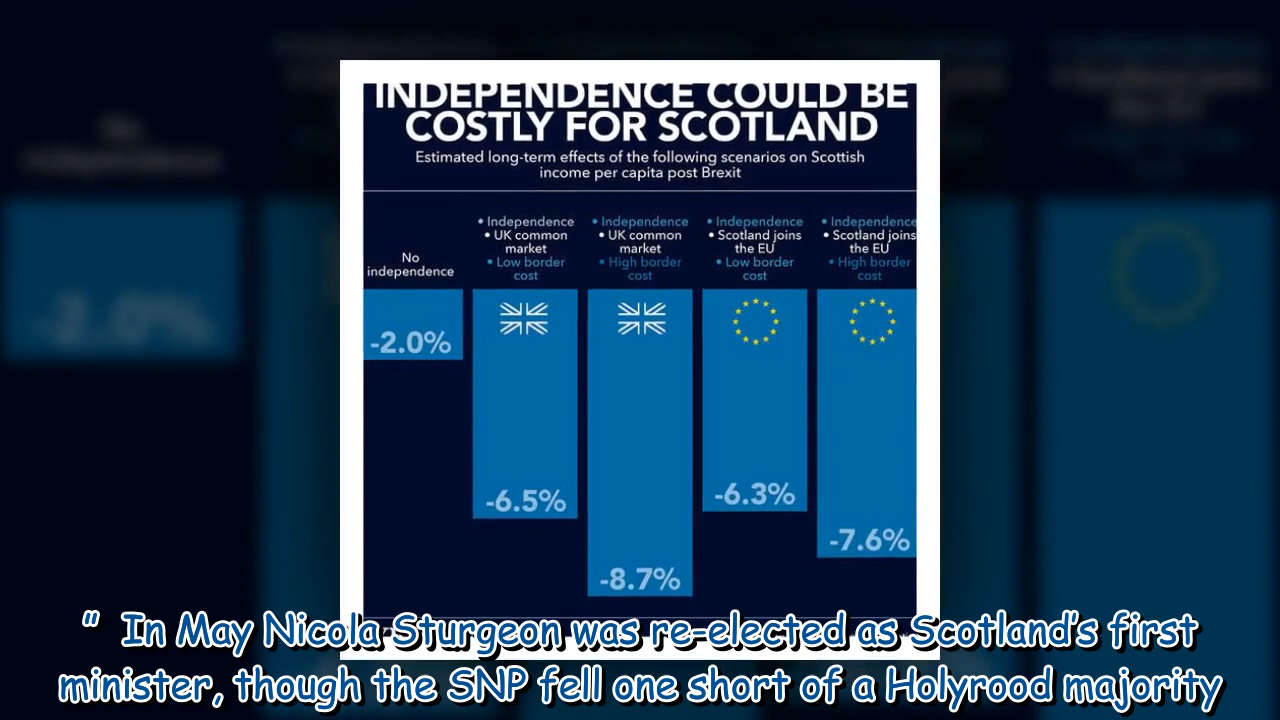 INDEPENDENCE COULD BE
COSTLY FOR SCOTLAND
Estimated long-term effects of the following scenarios on Scottish
income per capita post Brexit
No
independence
• Independence
• UK common
market
• Low border
cost
• Independence
• UK common
market
• High border
cost
• Independence
• Scotland joins
the EU
• Low border
cost
• Independence
• Scotland joins
the EU
• High border
cost
-2.0%
-6.5%
-8.7%
-6.3%
-7.6%
" In May Nicola Sturgeon was re-elected as Scotland's first
minister, though the SNP fell one short of a Holyrood majority